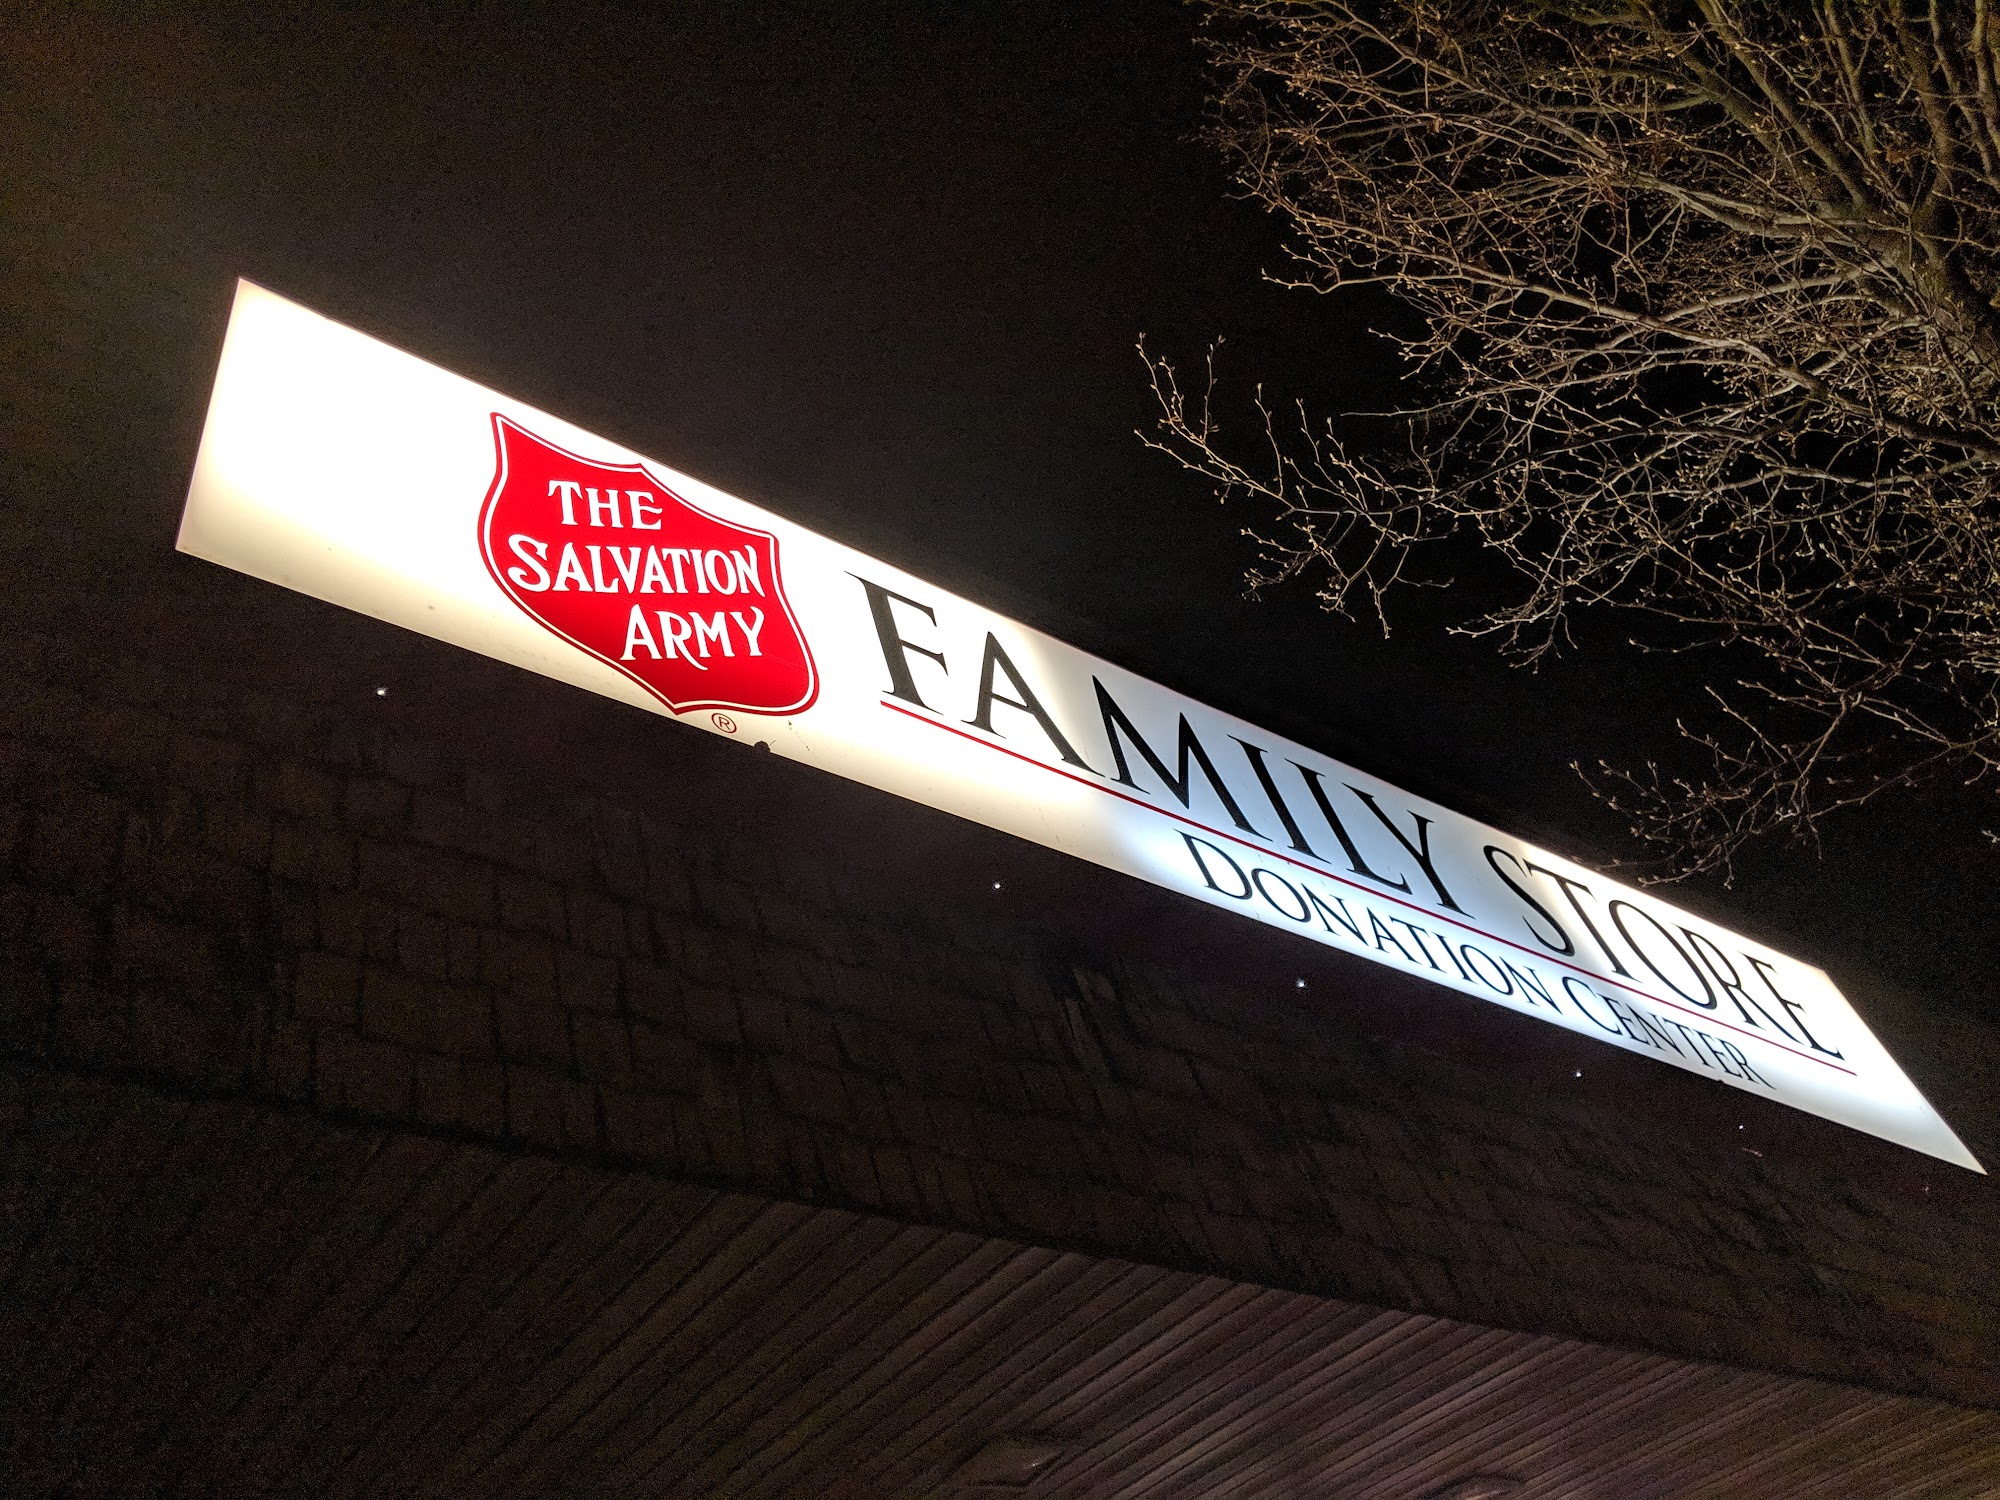 THE
SALVATION
ARMY
®
FAMILY STORE
DONATION CENTER